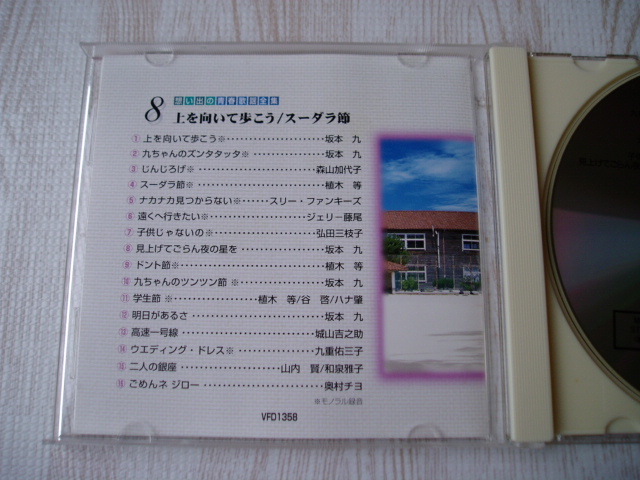 想い出の青春歌謡全集
8 上を向いて歩こう/スーダラ節
① 上を向いて歩こう※‥‥‥‥‥‥‥‥坂本 九
② 九ちゃんのズンタタッタ※‥‥‥‥‥‥坂本 九
③ じんじろげ※‥‥‥‥‥‥‥‥‥‥森山加代子
④ スーダラ節※‥‥‥‥‥‥‥‥‥‥植木 等
⑤ ナカナカ見つからない※‥‥‥スリー・ファンキーズ
⑥ 遠くへ行きたい※‥‥‥‥‥‥‥ジェリー藤尾
⑦ 子供じゃないの※‥‥‥‥‥‥‥弘田三枝子
⑧ 見上げてごらん夜の星を‥‥‥‥‥‥坂本 九
⑨ ドント節※‥‥‥‥‥‥‥‥‥‥‥植木 等
⑩ 九ちゃんのツンツン節 ※‥‥‥‥‥‥坂本 九
⑪ 学生節 ※‥‥‥‥‥‥植木 等/谷 啓/ハナ肇
⑫ 明日があるさ‥‥‥‥‥‥‥‥‥‥坂本 九
⑬ 高速一号線‥‥‥‥‥‥‥‥‥‥城山吉之助
⑭ ウエディング・ドレス※‥‥‥‥‥九重佑三子
⑮ 二人の銀座‥‥‥‥‥‥‥山内 賢/和泉雅子
⑯ ごめんネ ジロー‥‥‥‥‥‥‥‥奥村チヨ
※モノラル録音
VFD1358
見上げてごらん